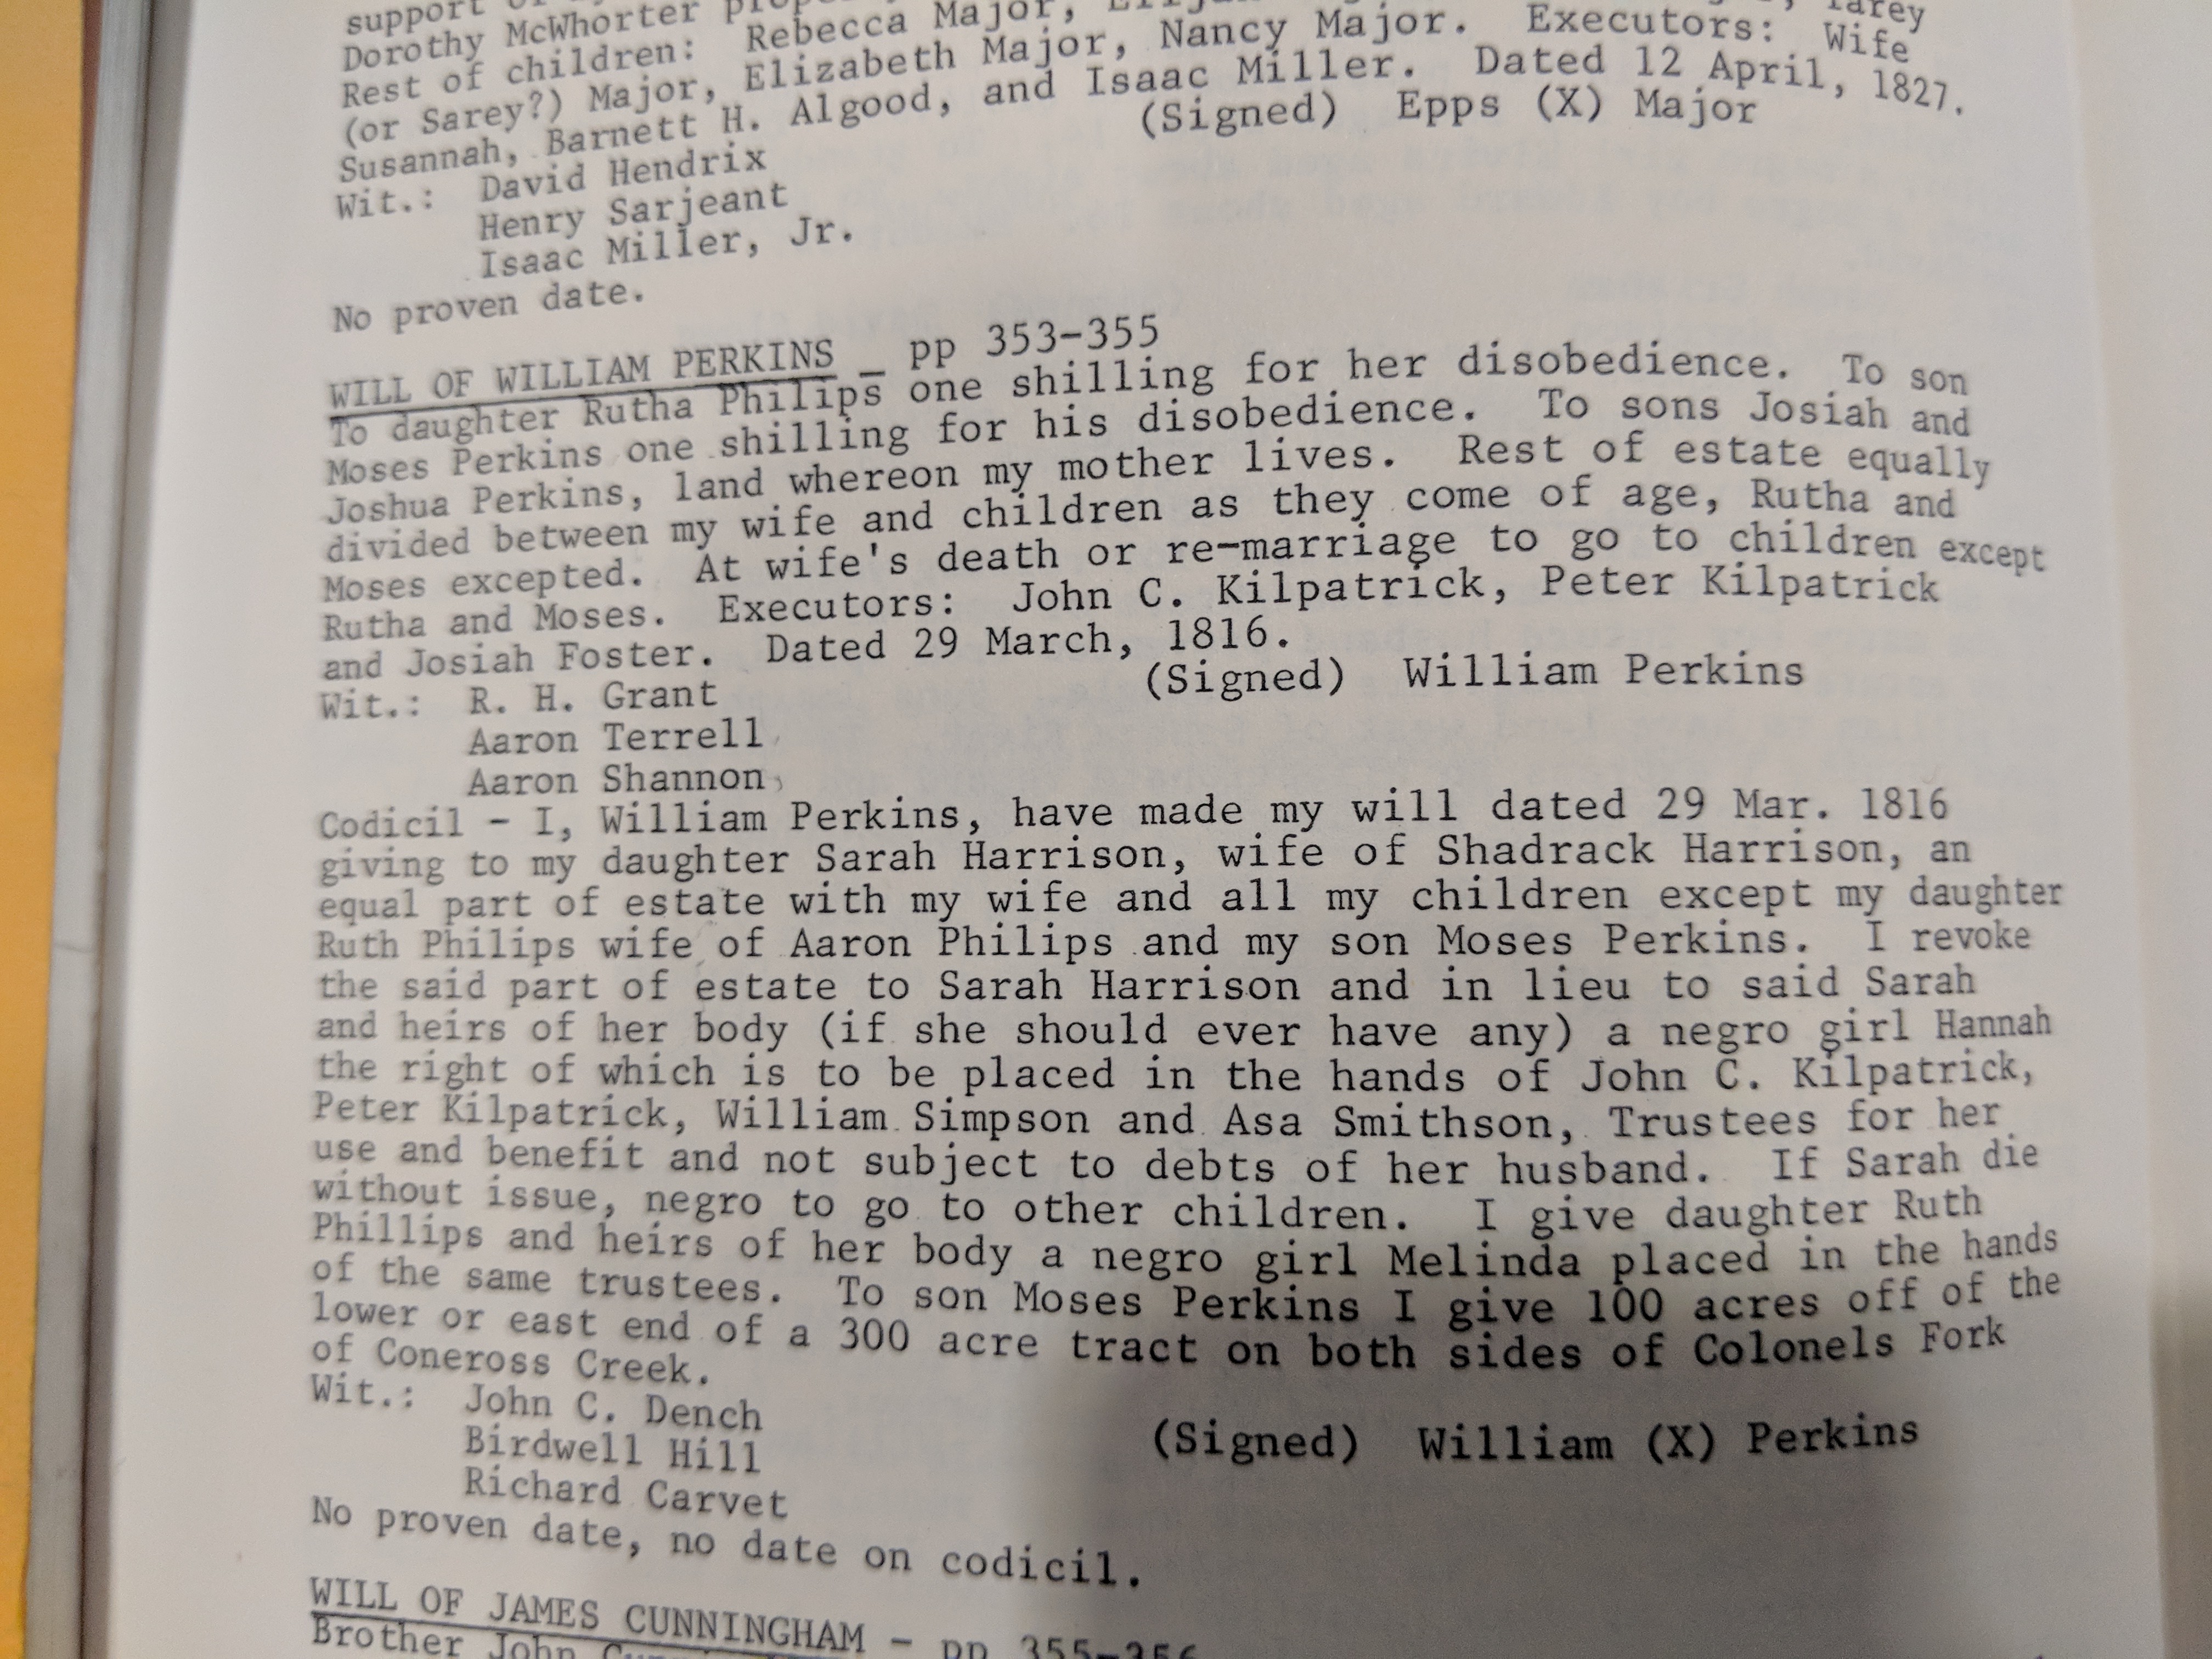 support
Dorothy McWhorter
Rest of children: Rebecca Major,
(or Sarey?) Major, Elizabeth Major, Nancy Major. Executors: Wife
Susannah, Barnett H. Algood, and Isaac Miller. Dated 12 April, 1827.
(Signed) Epps (X) Major
Wit.: David Hendrix
Henry Sarjeant
Isaac Miller, Jr.
No proven date.
WILL OF WILLIAM PERKINS _ pp 353-355
To daughter Rutha Philips one shilling for her disobedience. To son
Moses Perkins one shilling for his disobedience. To sons Josiah and
Joshua Perkins, land whereon my mother lives. Rest of estate equally
divided between my wife and children as they come of age, Rutha and
Moses excepted. At wife's death or re-marriage to go to children except
Rutha and Moses. Executors: John C. Kilpatrick, Peter Kilpatrick
and Josiah Foster. Dated 29 March, 1816.
(Signed) William Perkins
Wit.: R. H. Grant
Aaron Terrell
Aaron Shannon
Codicil - I, William Perkins, have made my will dated 29 Mar. 1816
giving to my daughter Sarah Harrison, wife of Shadrack Harrison, an
equal part of estate with my wife and all my children except my daughter
Ruth Philips wife of Aaron Philips and my son Moses Perkins. I revoke
the said part of estate to Sarah Harrison and in lieu to said Sarah
and heirs of her body (if she should ever have any) a negro girl Hannah
the right of which is to be placed in the hands of John C. Kilpatrick,
Peter Kilpatrick, William Simpson and Asa Smithson, Trustees for her
use and benefit and not subject to debts of her husband. If Sarah die
without issue, negro to go to other children. I give daughter Ruth
Phillips and heirs of her body a negro girl Melinda placed in the hands
of the same trustees. To son Moses Perkins I give 100 acres off of the
lower or east end of a 300 acre tract on both sides of Colonels Fork
of Coneross Creek.
Wit.: John C. Dench
Birdwell Hill
Richard Carvet
(Signed) William (X) Perkins
No proven date, no date on codicil.
WILL OF JAMES CUNNINGHAM - pp 355-356
Brother John